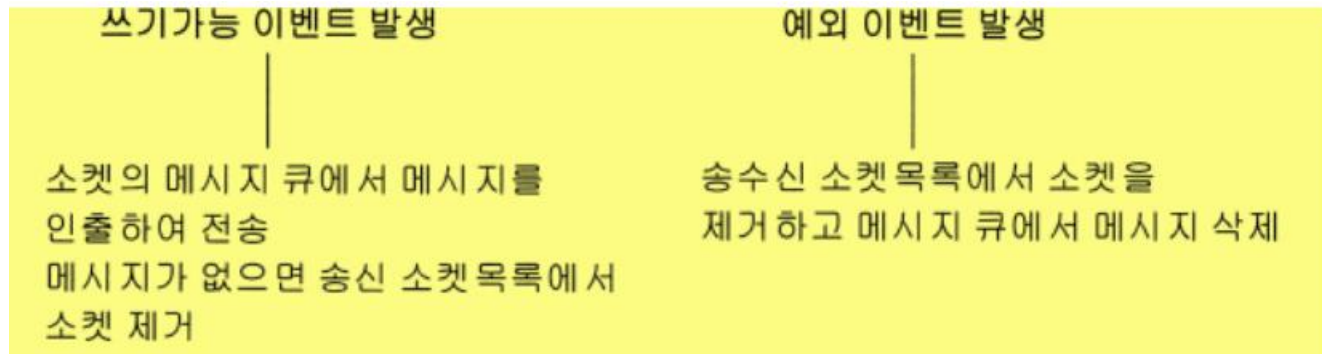 쓰기가능 이벤트 발생
소켓의 메시지 큐에서 메시지를
인출하여 전송
메시지가 없으면 송신 소켓목록에서
소켓 제거
예외 이벤트 발생
송수신 소켓목록에서 소켓을
제거하고 메시지 큐에서 메시지 삭제